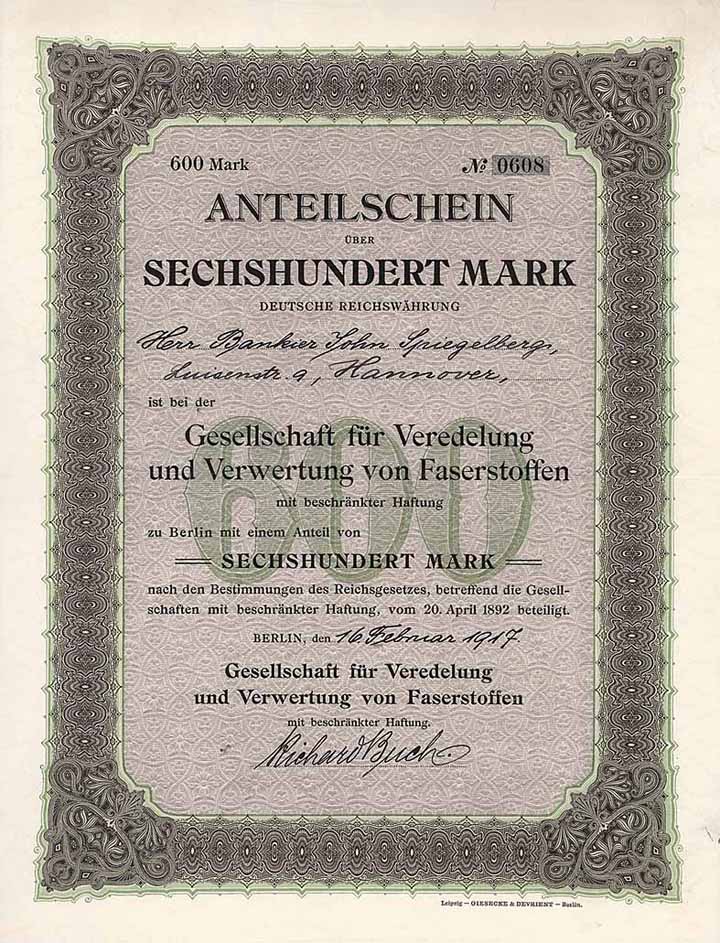 600 Mark № 0608
ANTEILSCHEIN
ÜBER
SECHSHUNDERT MARK
DEUTSCHE REICHSWÄHRUNG
Herr Bankier John Spiegelberg,
Luisenstr. 9, Hannover,
ist bei der
600
Gesellschaft für Veredelung
und Verwertung von Faserstoffen
mit beschränkter Haftung
zu Berlin mit einem Anteil von
SECHSHUNDERT MARK
nach den Bestimmungen des Reichsgesetzes, betreffend die Gesell-
schaften mit beschränkter Haftung, vom 20. April 1892 beteiligt.
BERLIN, den 16. Februar 1917.
Gesellschaft für Veredelung
und Verwertung von Faserstoffen
mit beschränkter Haftung.
Richard Buch
Leipzig — GIESECKE & DEVRIENT — Berlin.